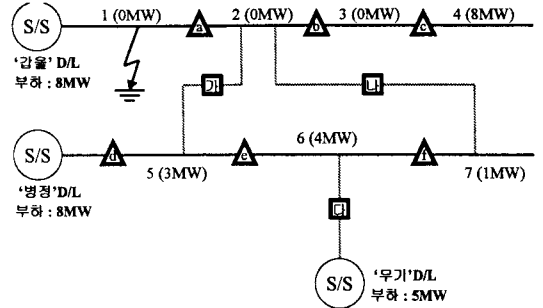 1 (0MW)
2 (0MW)
3 (0MW)
4 (8MW)
S/S
a
b
c
'갑을' D/L
부하 : 8MW
가
나
6 (4MW)
S/S
d
e
f
5 (3MW)
7 (1MW)
'병정'D/L
부하 : 8MW
다
S/S
'무기'D/L
부하 : 5MW